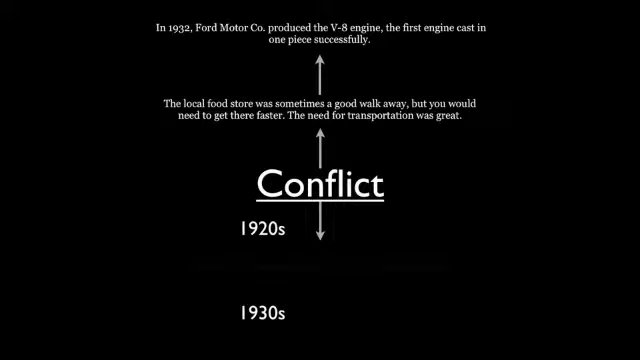 In 1932, Ford Motor Co. produced the V-8 engine, the first engine cast in
one piece successfully.
The local food store was sometimes a good walk away, but you would
need to get there faster. The need for transportation was great.
Conflict
1920s
1930s